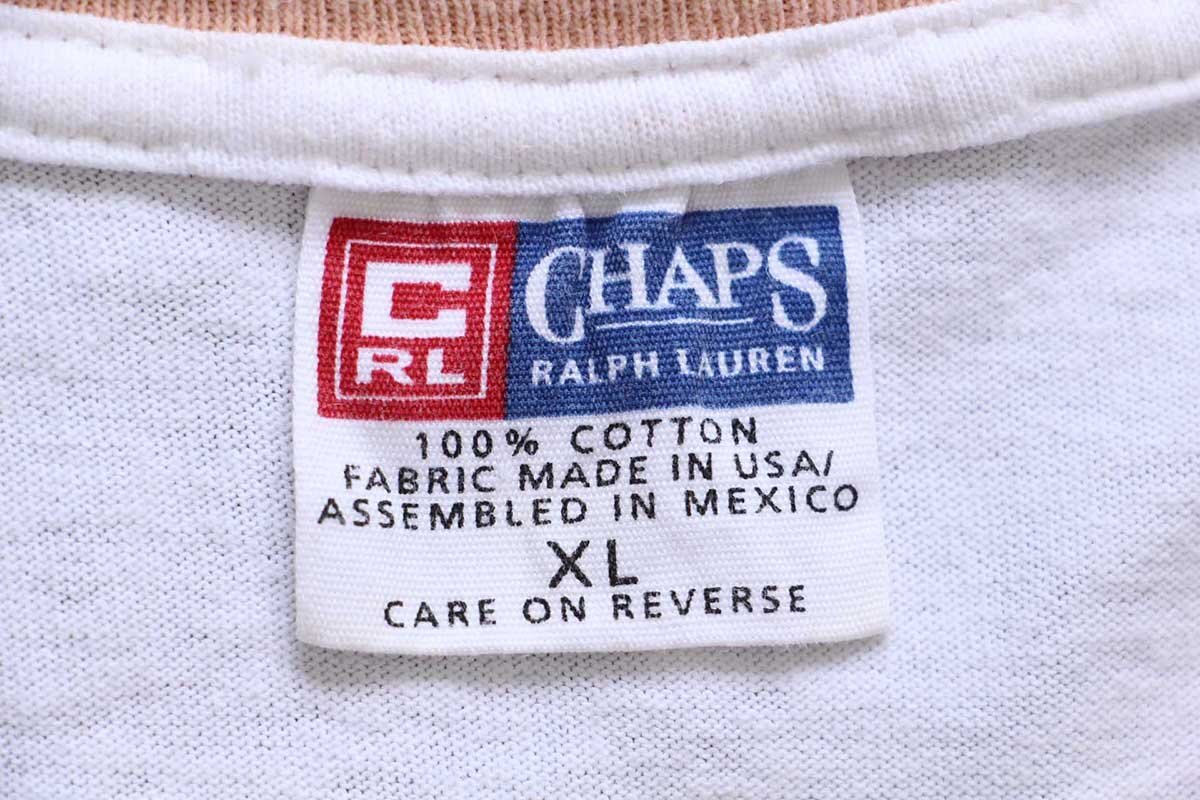 C
RL
CHAPS
RALPH LAUREN
100% COTTON
FABRIC MADE IN USA/
ASSEMBLED IN MEXICO
XL
CARE ON REVERSE